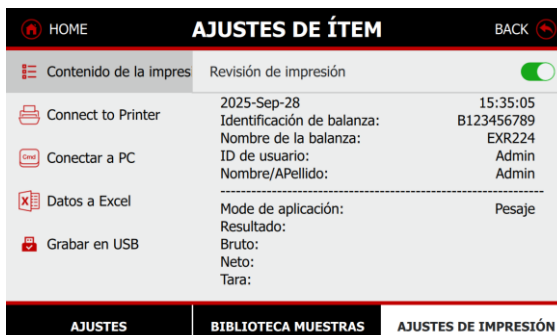 HOME AJUSTES DE ÍTEM BACK
Contenido de la impres
Connect to Printer
Cmd Conectar a PC
Datos a Excel
Grabar en USB
Revisión de impresión
2025-Sep-28 15:35:05
Identificación de balanza: B123456789
Nombre de la balanza: EXR224
ID de usuario: Admin
Nombre/APellido: Admin
--------------------------------------------------------
Mode de aplicación: Pesaje
Resultado:
Bruto:
Neto:
Tara:
AJUSTES BIBLIOTECA MUESTRAS AJUSTES DE IMPRESIÓN